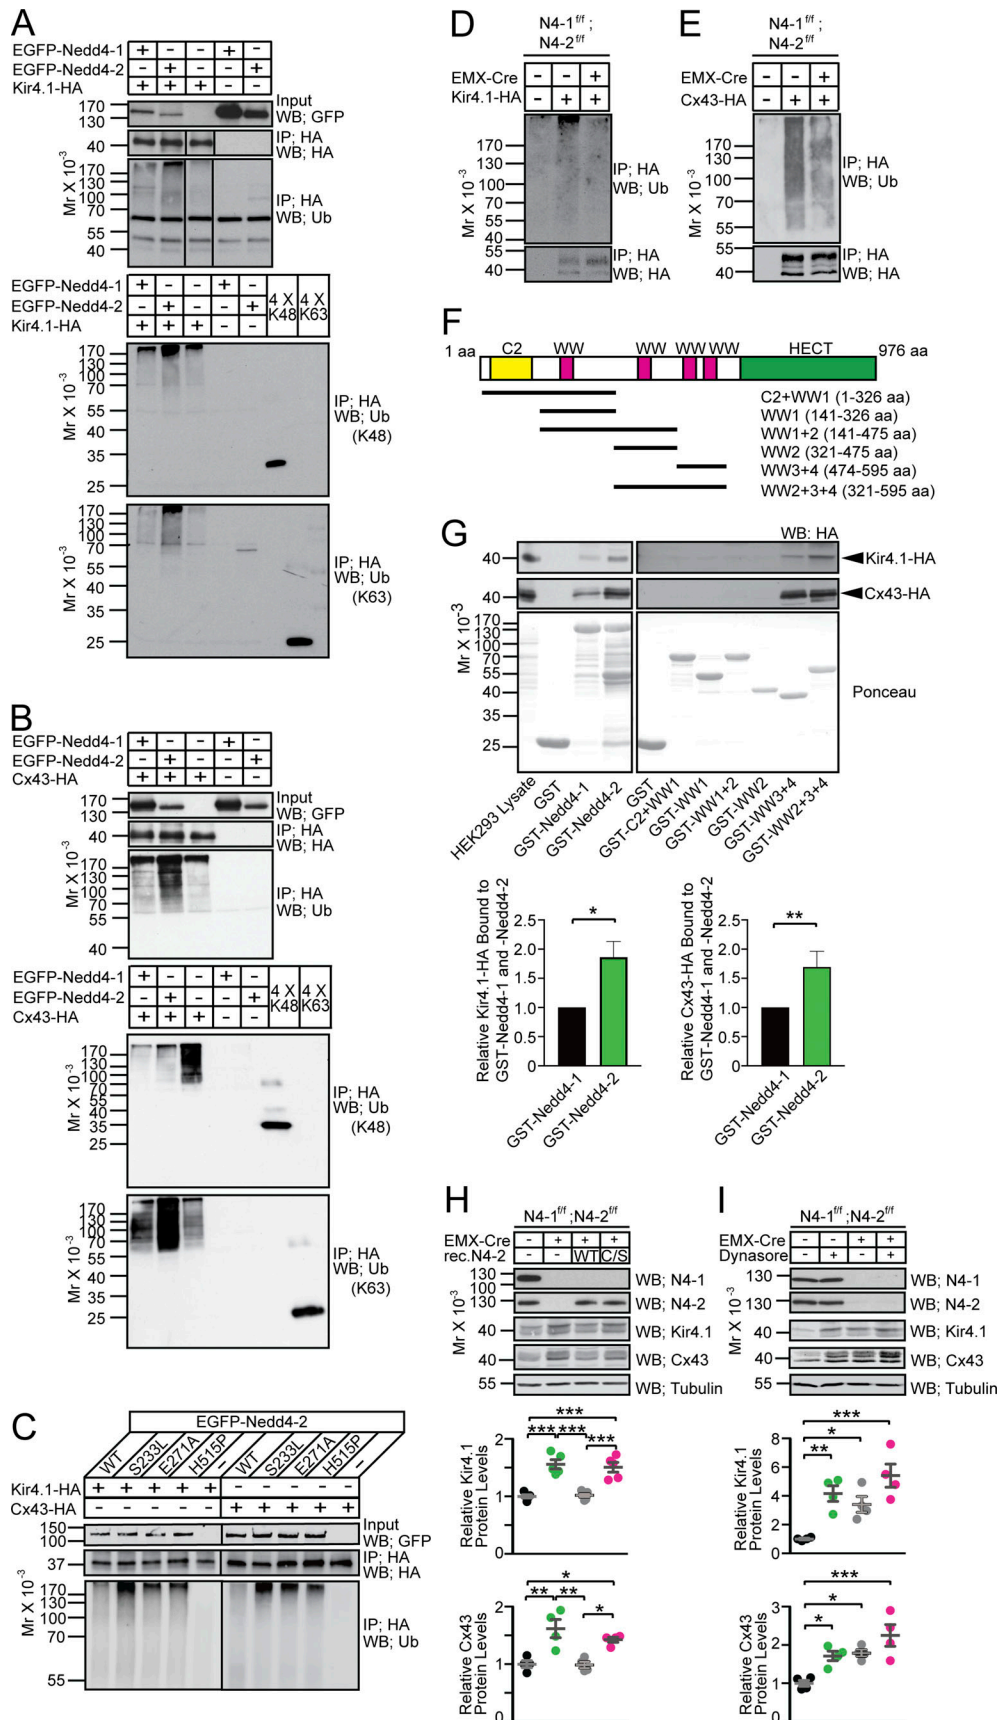 A
EGFP-Nedd4-1 + - - + -
EGFP-Nedd4-2 - + - - +
Kir4.1-HA + + + - -
170
130
Input
WB; GFP
40
IP; HA
WB; HA
Mr X 10⁻³
170
130
100
70
55
40
IP; HA
WB; Ub
EGFP-Nedd4-1 + - - + -
EGFP-Nedd4-2 - + - - +
Kir4.1-HA + + + - -
4 X K48
4 X K63
Mr X 10⁻³
170
130
100
70
55
40
35
25
IP; HA
WB; Ub
(K48)
Mr X 10⁻³
170
130
100
70
55
40
35
25
IP; HA
WB; Ub
(K63)
B
EGFP-Nedd4-1 + - - + -
EGFP-Nedd4-2 - + - - +
Cx43-HA + + + - -
170
130
Input
WB; GFP
40
IP; HA
WB; HA
Mr X 10⁻³
170
130
100
70
55
40
IP; HA
WB; Ub
EGFP-Nedd4-1 + - - + -
EGFP-Nedd4-2 - + - - +
Cx43-HA + + + - -
4 X K48
4 X K63
Mr X 10⁻³
170
130
100
70
55
40
35
25
IP; HA
WB; Ub
(K48)
Mr X 10⁻³
170
130
100
70
55
40
35
25
IP; HA
WB; Ub
(K63)
C
EGFP-Nedd4-2
WT S233L E271A H515P - WT S233L E271A H515P -
Kir4.1-HA + + + + + - - - - -
Cx43-HA - - - - - + + + + +
150
100
Input
WB; GFP
37
IP; HA
WB; HA
Mr X 10⁻³
170
130
70
55
IP; HA
WB; Ub
D
N4-1f/f ;
N4-2f/f
EMX-Cre - - +
Kir4.1-HA - + +
Mr X 10⁻³
170
130
100
70
55
40
IP; HA
WB; Ub
55
40
IP; HA
WB; HA
E
N4-1f/f ;
N4-2f/f
EMX-Cre - - +
Cx43-HA - + +
Mr X 10⁻³
170
130
100
70
55
40
IP; HA
WB; Ub
55
40
IP; HA
WB; HA
F
1 aa C2 WW WW WW WW HECT 976 aa
C2+WW1 (1-326 aa)
WW1 (141-326 aa)
WW1+2 (141-475 aa)
WW2 (321-475 aa)
WW3+4 (474-595 aa)
WW2+3+4 (321-595 aa)
G
WB: HA
40
Kir4.1-HA
40
Cx43-HA
Mr X 10⁻³
170
130
100
70
55
40
35
25
Ponceau
HEK293 Lysate
GST
GST-Nedd4-1
GST-Nedd4-2
GST
GST-C2+WW1
GST-WW1
GST-WW1+2
GST-WW2
GST-WW3+4
GST-WW2+3+4
Relative Kir4.1-HA Bound to
GST-Nedd4-1 and -Nedd4-2
2.5
2.0
1.5
1.0
0.5
0
*
GST-Nedd4-1
GST-Nedd4-2
Relative Cx43-HA Bound to
GST-Nedd4-1 and -Nedd4-2
2.5
2.0
1.5
1.0
0.5
0
**
GST-Nedd4-1
GST-Nedd4-2
H
N4-1f/f ;N4-2f/f
EMX-Cre - + + +
rec.N4-2 - - WT C/S
Mr X 10⁻³
130
100
WB; N4-1
130
WB; N4-2
40
WB; Kir4.1
40
WB; Cx43
55
WB; Tubulin
Relative Kir4.1
Protein Levels
2
1
0
***
*** *** ***
Relative Cx43
Protein Levels
2
1
0
*
** ** *
I
N4-1f/f ;N4-2f/f
EMX-Cre - - + +
Dynasore - + - +
Mr X 10⁻³
130
WB; N4-1
130
WB; N4-2
40
WB; Kir4.1
40
WB; Cx43
55
WB; Tubulin
Relative Kir4.1
Protein Levels
8
6
4
2
0
***
*
**
Relative Cx43
Protein Levels
3
2
1
0
***
*
*